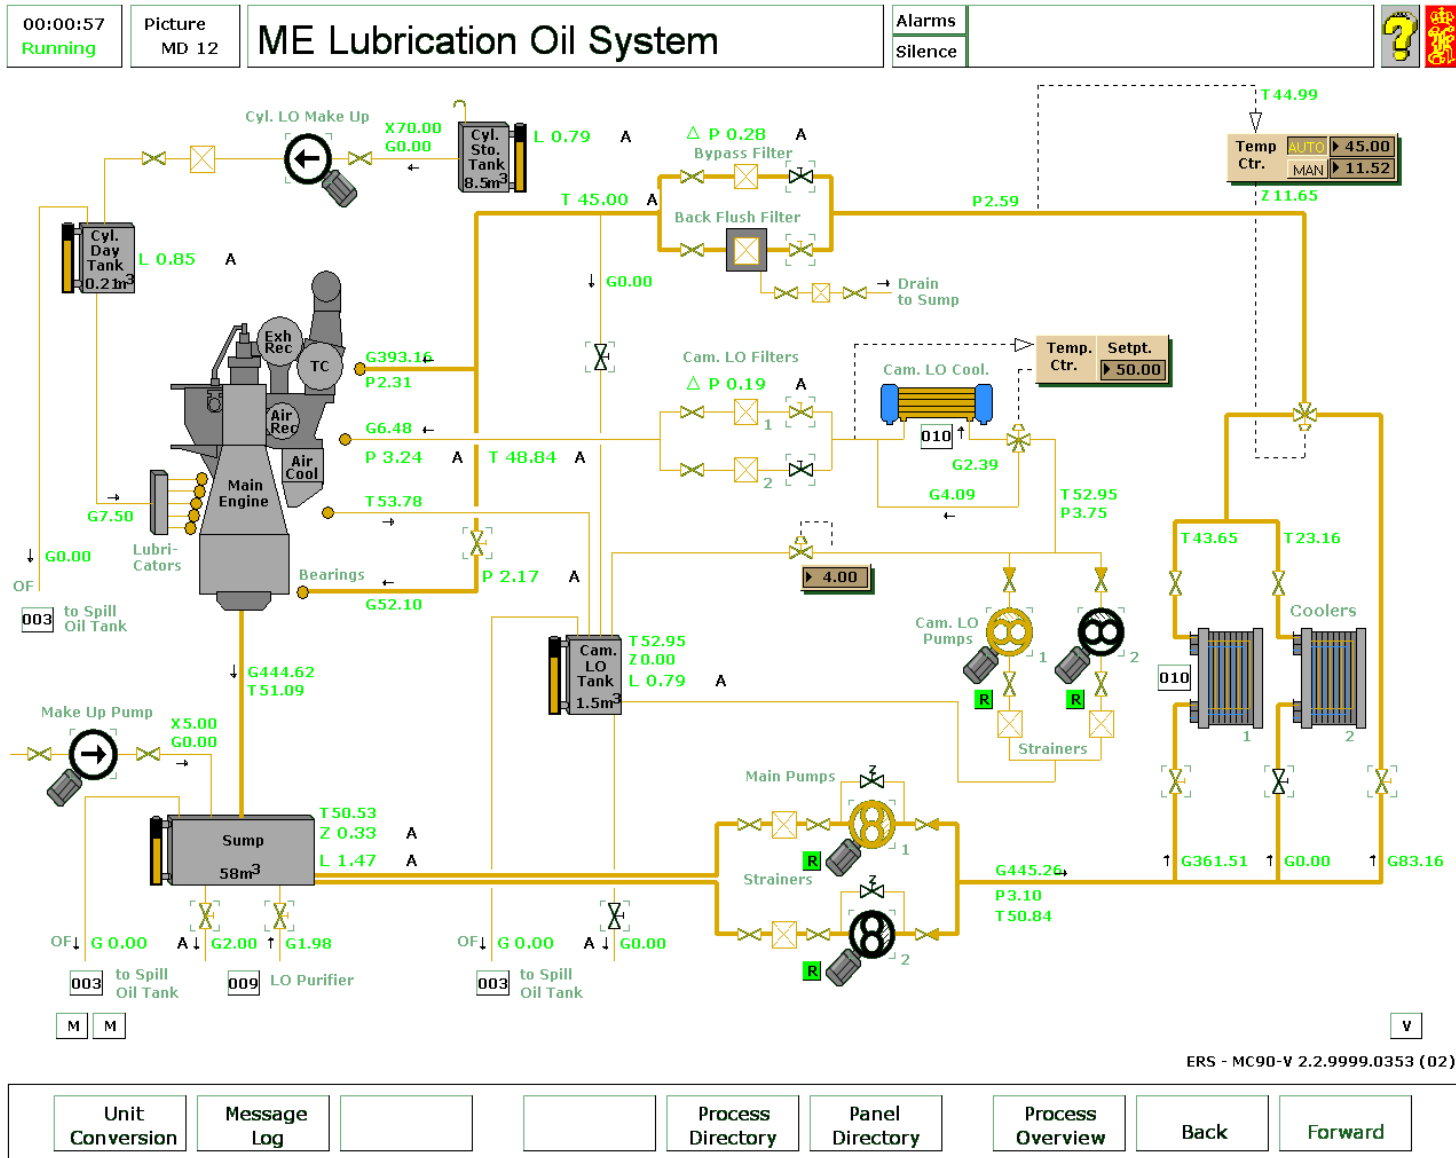 00:00:57
Running
Picture
MD 12
ME Lubrication Oil System
Alarms
Silence
?
Cyl. LO Make Up
X70.00
G0.00
Cyl.
Sto.
Tank
8.5m3
L 0.79 A
△ P 0.28 A
Bypass Filter
T44.99
Temp
Ctr.
AUTO
45.00
MAN
11.52
Z11.65
T 45.00 A
Back Flush Filter
P2.59
Cyl.
Day
Tank
0.21m3
L 0.85 A
G0.00
Drain
to Sump
Exh
Rec
TC
Air
Rec
Air
Cool
Main
Engine
G393.16
P2.31
Cam. LO Filters
△ P 0.19 A
1
2
Cam. LO Cool.
010
Temp.
Ctr.
Setpt.
50.00
G6.48
P 3.24 A
T 48.84 A
G2.39
G4.09
T52.95
P3.75
T53.78
G7.50
Lubri-
Cators
G0.00
OF
003
to Spill
Oil Tank
Bearings
P 2.17 A
G52.10
4.00
T43.65
T23.16
Coolers
010
1
2
Cam. LO
Pumps
1
2
R
R
Strainers
Cam.
LO
Tank
1.5m3
T52.95
Z0.00
L 0.79 A
G444.62
T51.09
Make Up Pump
X5.00
G0.00
Main Pumps
Z
1
R
Strainers
Z
2
R
Sump
58m3
T50.53
Z 0.33 A
L 1.47 A
G445.26
P3.10
T50.84
G361.51
G0.00
G83.16
OF
G 0.00 A
G2.00
G1.98
003
to Spill
Oil Tank
009
LO Purifier
OF
G 0.00 A
G0.00
003
to Spill
Oil Tank
M
M
V
ERS - MC90-V 2.2.9999.0353 (02)
Unit
Conversion
Message
Log
Process
Directory
Panel
Directory
Process
Overview
Back
Forward